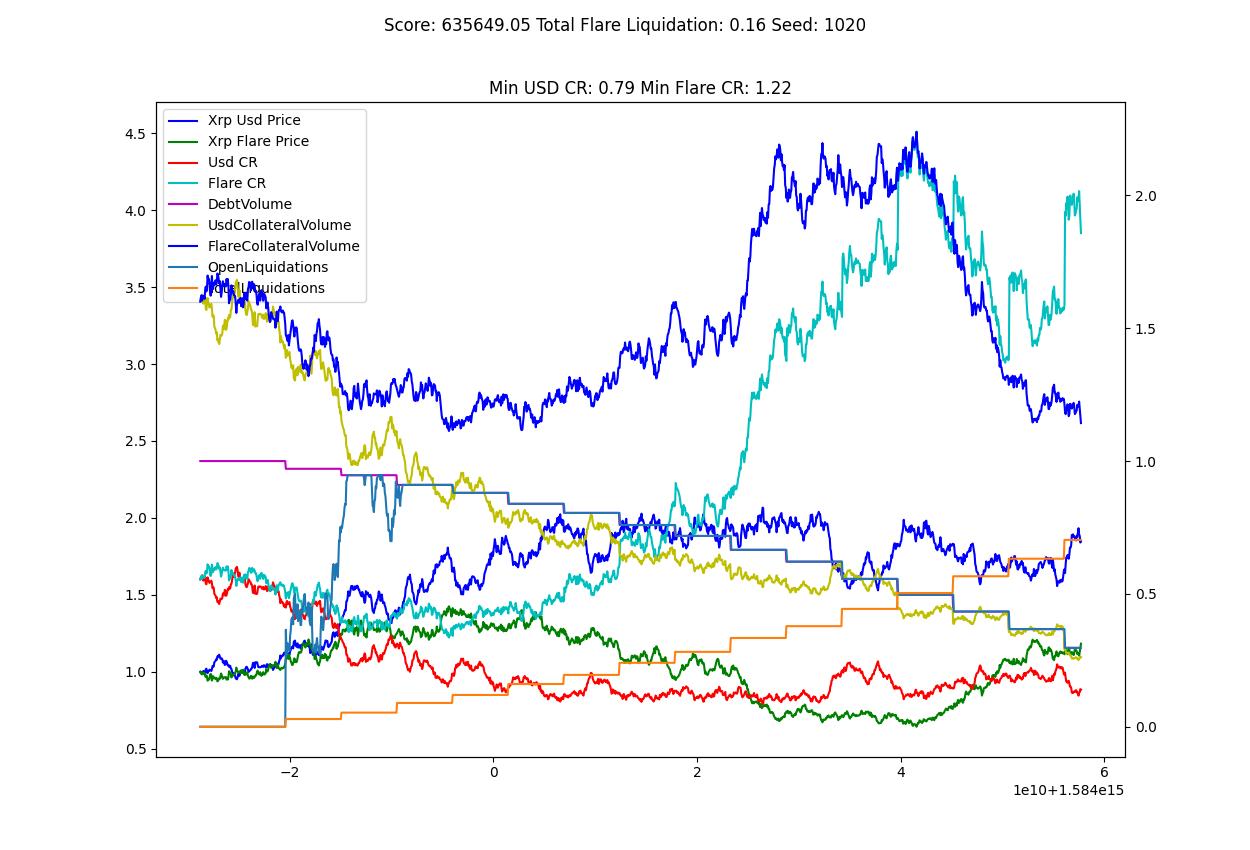 Score: 635649.05 Total Flare Liquidation: 0.16 Seed: 1020
Min USD CR: 0.79 Min Flare CR: 1.22
Xrp Usd Price
Xrp Flare Price
Usd CR
Flare CR
DebtVolume
UsdCollateralVolume
FlareCollateralVolume
OpenLiquidations
Liquidations
4.5
4.0
3.5
3.0
2.5
2.0
1.5
1.0
0.5
2.0
1.5
1.0
0.5
0.0
−2
0
2
4
6
1e10+1.584e15